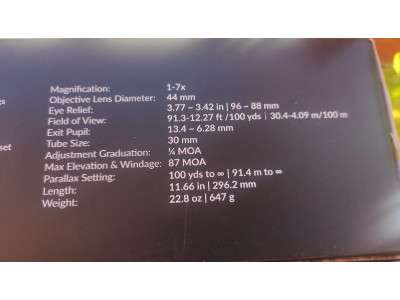 Magnification: 1-7x
gs
Objective Lens Diameter: 44 mm
Eye Relief: 3.77 ~ 3.42 in | 96 ~ 88 mm
Field of View: 91.3-12.27 ft /100 yds | 30.4-4.09 m/100 m
Exit Pupil: 13.4 ~ 6.28 mm
Tube Size: 30 mm
set
Adjustment Graduation: ¼ MOA
Max Elevation & Windage: 87 MOA
Parallax Setting: 100 yds to ∞ | 91.4 m to ∞
Length: 11.66 in | 296.2 mm
Weight: 22.8 oz | 647 g